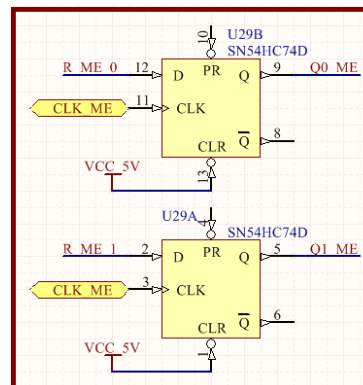 10
U29B
SN54HC74D
R_ME_0
12
D
PR
Q
9
Q0_ME
CLK_ME
11
CLK
CLR
Q
8
VCC_5V
13
U29A
4
SN54HC74D
R_ME_1
2
D
PR
Q
5
Q1_ME
CLK_ME
3
CLK
CLR
Q
6
VCC_5V
1